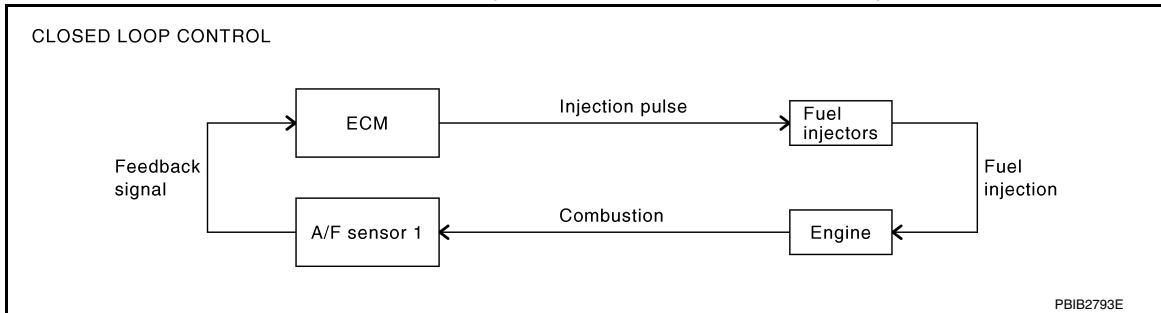 CLOSED LOOP CONTROL
ECM
Injection pulse
Fuel
injectors
Feedback
signal
Fuel
injection
A/F sensor 1
Combustion
Engine
PBIB2793E